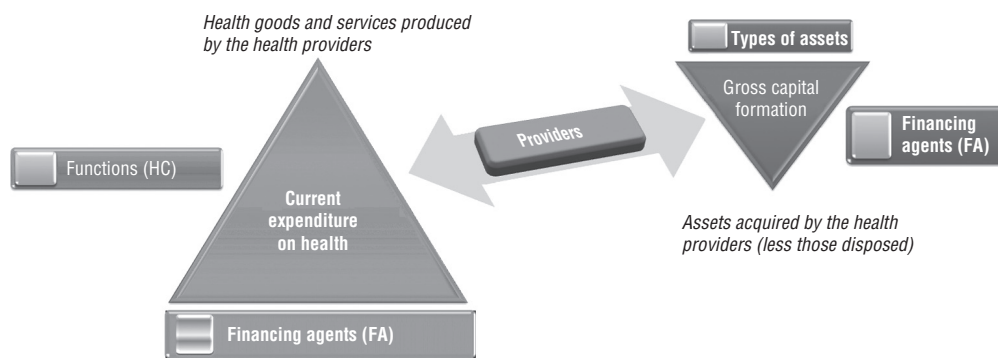 Health goods and services produced
by the health providers
Types of assets
Gross capital
formation
Providers
Financing
agents (FA)
Functions (HC)
Current
expenditure
on health
Assets acquired by the health
providers (less those disposed)
Financing agents (FA)